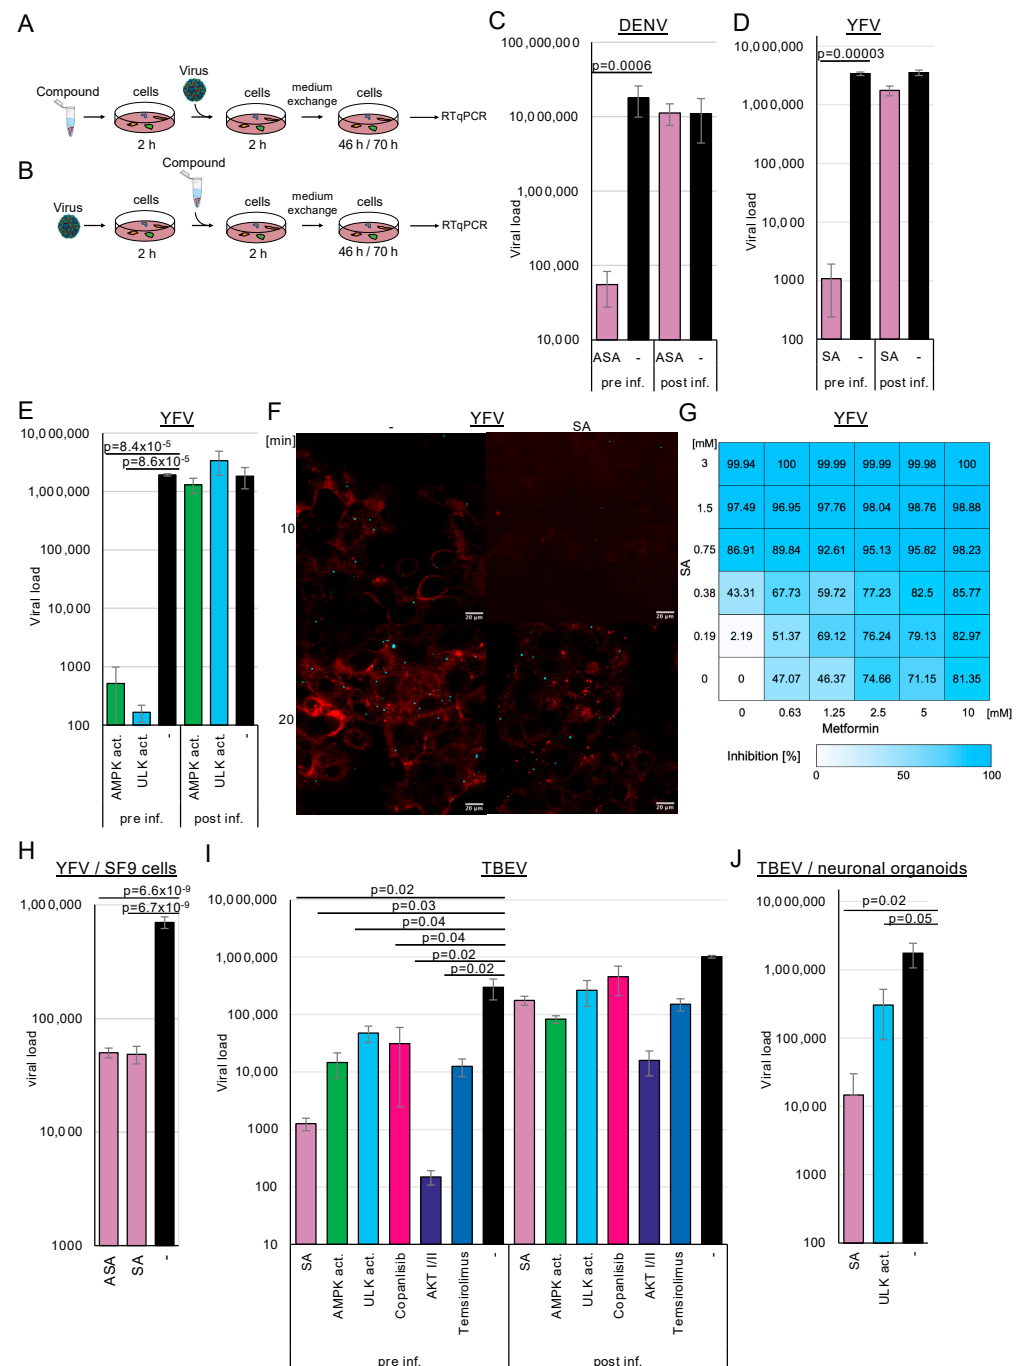 A
Compound
cells
Virus
cells
medium
exchange
cells
RTqPCR
2 h
2 h
46 h / 70 h
B
Virus
cells
Compound
cells
medium
exchange
cells
RTqPCR
2 h
2 h
46 h / 70 h
C
DENV
100,000,000
10,000,000
1,000,000
100,000
10,000
Viral load
p=0.0006
ASA - ASA -
pre inf. post inf.
D
YFV
10,000,000
1,000,000
100,000
10,000
1000
100
Viral load
p=0.00003
SA - SA -
pre inf. post inf.
E
YFV
10,000,000
1,000,000
100,000
10,000
1000
100
Viral load
p=8.4x10-5
p=8.6x10-5
AMPK act.
ULK act.
-
AMPK act.
ULK act.
-
pre inf. post inf.
F
YFV
- SA
[min]
10
20
20 µm
20 µm
20 µm
20 µm
G
YFV
[mM]
3 99.94 100 99.99 99.99 99.98 100
1.5 97.49 96.95 97.76 98.04 98.76 98.88
0.75 86.91 89.84 92.61 95.13 95.82 98.23
SA
0.38 43.31 67.73 59.72 77.23 82.5 85.77
0.19 2.19 51.37 69.12 76.24 79.13 82.97
0 0 47.07 46.37 74.66 71.15 81.35
0 0.63 1.25 2.5 5 10 [mM]
Metformin
Inhibition [%]
0 50 100
H
YFV / SF9 cells
p=6.6x10-9
p=6.7x10-9
1,000,000
100,000
10,000
1000
viral load
ASA
SA
-
I
TBEV
10,000,000
1,000,000
100,000
10,000
1000
100
10
Viral load
p=0.02
p=0.03
p=0.04
p=0.04
p=0.02
p=0.02
SA
AMPK act.
ULK act.
Copanlisib
AKT I/II
Temsirolimus
-
SA
AMPK act.
ULK act.
Copanlisib
AKT I/II
Temsirolimus
-
pre inf. post inf.
J
TBEV / neuronal organoids
10,000,000
1,000,000
100,000
10,000
1000
100
Viral load
p=0.02
p=0.05
SA
ULK act.
-